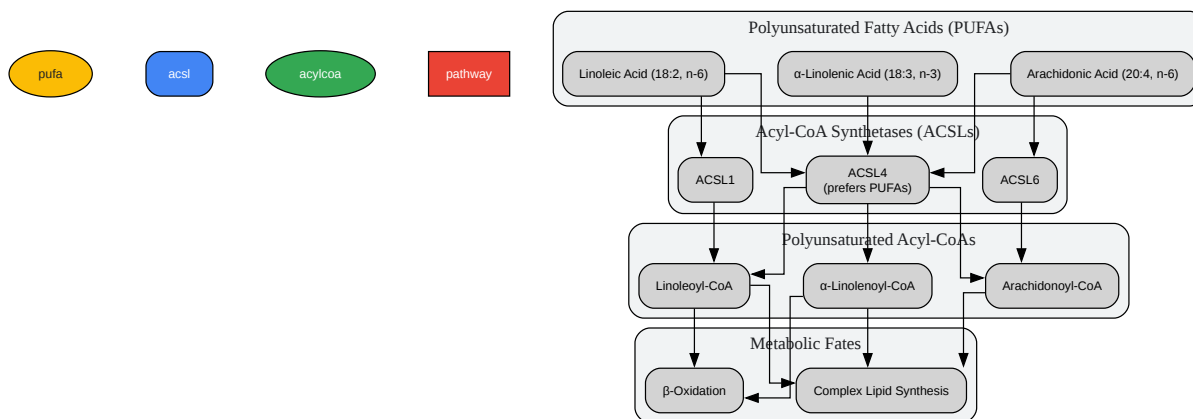 pufa
acsl
acylcoa
pathway
Polyunsaturated Fatty Acids (PUFAs)
Linoleic Acid (18:2, n-6)
α-Linolenic Acid (18:3, n-3)
Arachidonic Acid (20:4, n-6)
Acyl-CoA Synthetases (ACSLs)
ACSL1
ACSL4
(prefers PUFAs)
ACSL6
Polyunsaturated Acyl-CoAs
Linoleoyl-CoA
α-Linolenoyl-CoA
Arachidonoyl-CoA
Metabolic Fates
β-Oxidation
Complex Lipid Synthesis